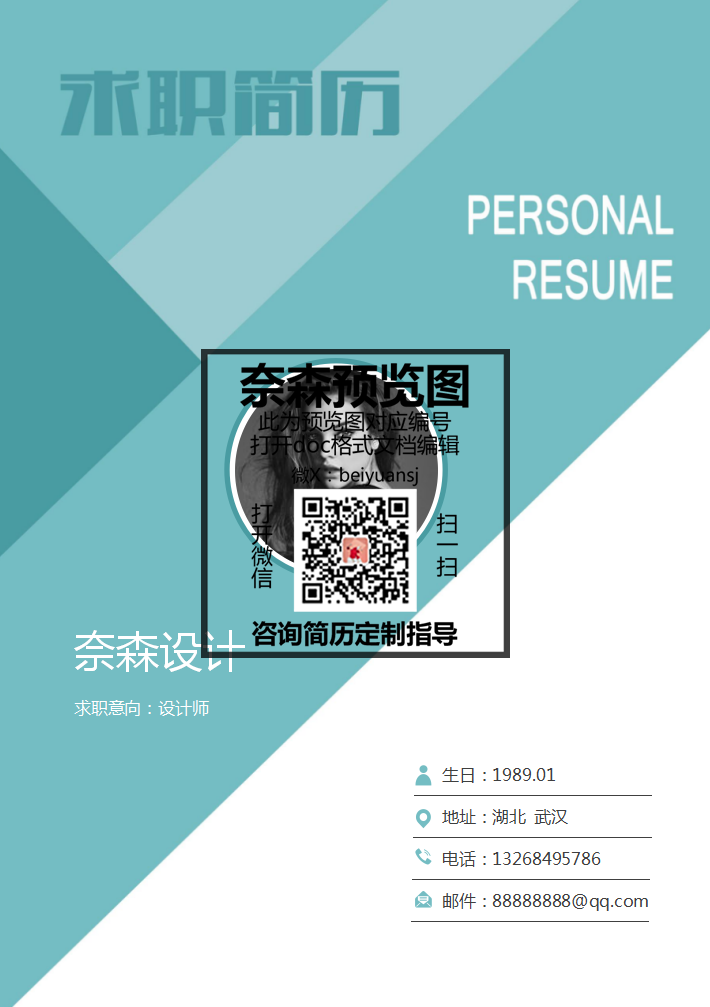 求职简历
PERSONAL
RESUME
奈森预览图
此为预览图对应编号
打开doc格式文档编辑
微X：beiyuansj
打开微信
扫一扫
咨询简历定制指导
奈森设计
求职意向：设计师
生日：1989.01
地址：湖北 武汉
电话：13268495786
邮件：88888888@qq.com